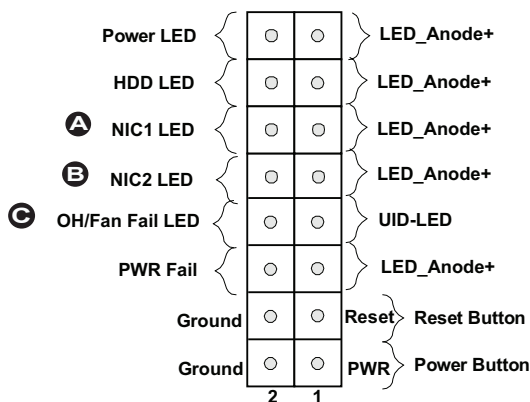 Power LED LED_Anode+
HDD LED LED_Anode+
A NIC1 LED LED_Anode+
B NIC2 LED LED_Anode+
C OH/Fan Fail LED UID-LED
PWR Fail LED_Anode+
Ground Reset Reset Button
Ground PWR Power Button
2 1